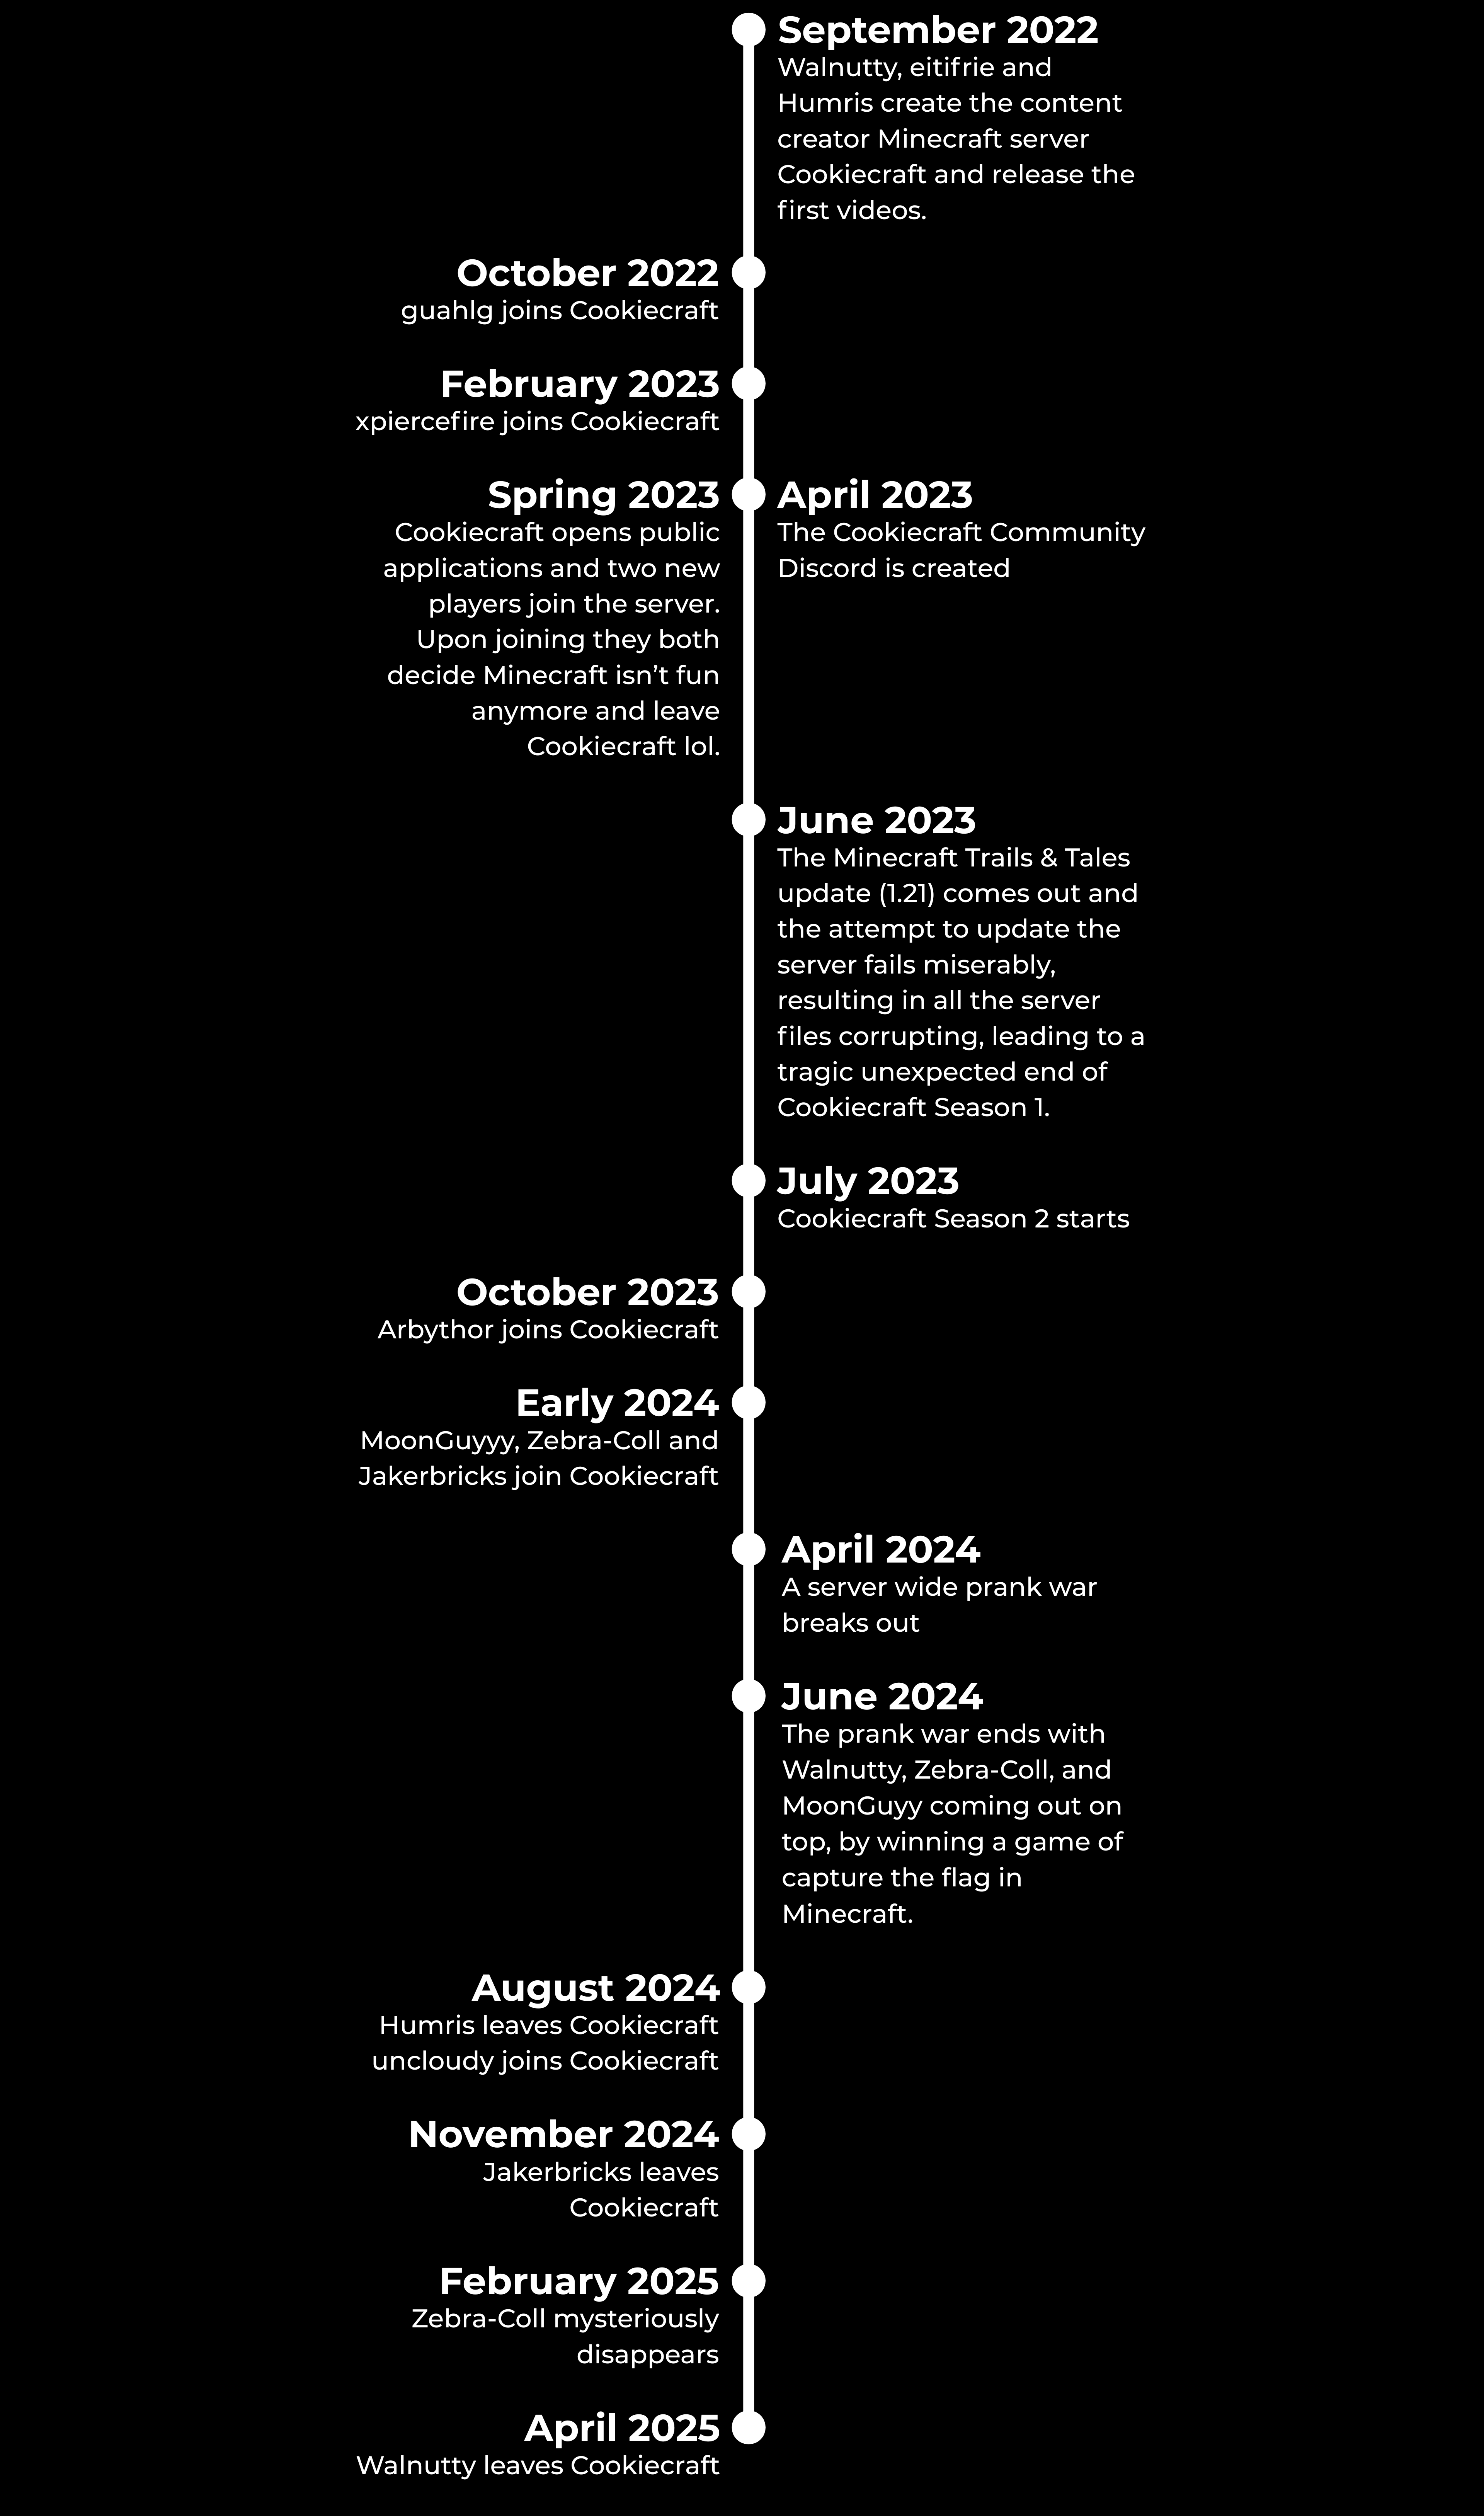 September 2022
Walnutty, eitifrie and
Humris create the content
creator Minecraft server
Cookiecraft and release the
first videos.
October 2022
guahlg joins Cookiecraft
February 2023
xpiercefire joins Cookiecraft
Spring 2023
Cookiecraft opens public
applications and two new
players join the server.
Upon joining they both
decide Minecraft isn’t fun
anymore and leave
Cookiecraft lol.
April 2023
The Cookiecraft Community
Discord is created
June 2023
The Minecraft Trails & Tales
update (1.21) comes out and
the attempt to update the
server fails miserably,
resulting in all the server
files corrupting, leading to a
tragic unexpected end of
Cookiecraft Season 1.
July 2023
Cookiecraft Season 2 starts
October 2023
Arbythor joins Cookiecraft
Early 2024
MoonGuyyy, Zebra-Coll and
Jakerbricks join Cookiecraft
April 2024
A server wide prank war
breaks out
June 2024
The prank war ends with
Walnutty, Zebra-Coll, and
MoonGuyy coming out on
top, by winning a game of
capture the flag in
Minecraft.
August 2024
Humris leaves Cookiecraft
uncloudy joins Cookiecraft
November 2024
Jakerbricks leaves
Cookiecraft
February 2025
Zebra-Coll mysteriously
disappears
April 2025
Walnutty leaves Cookiecraft